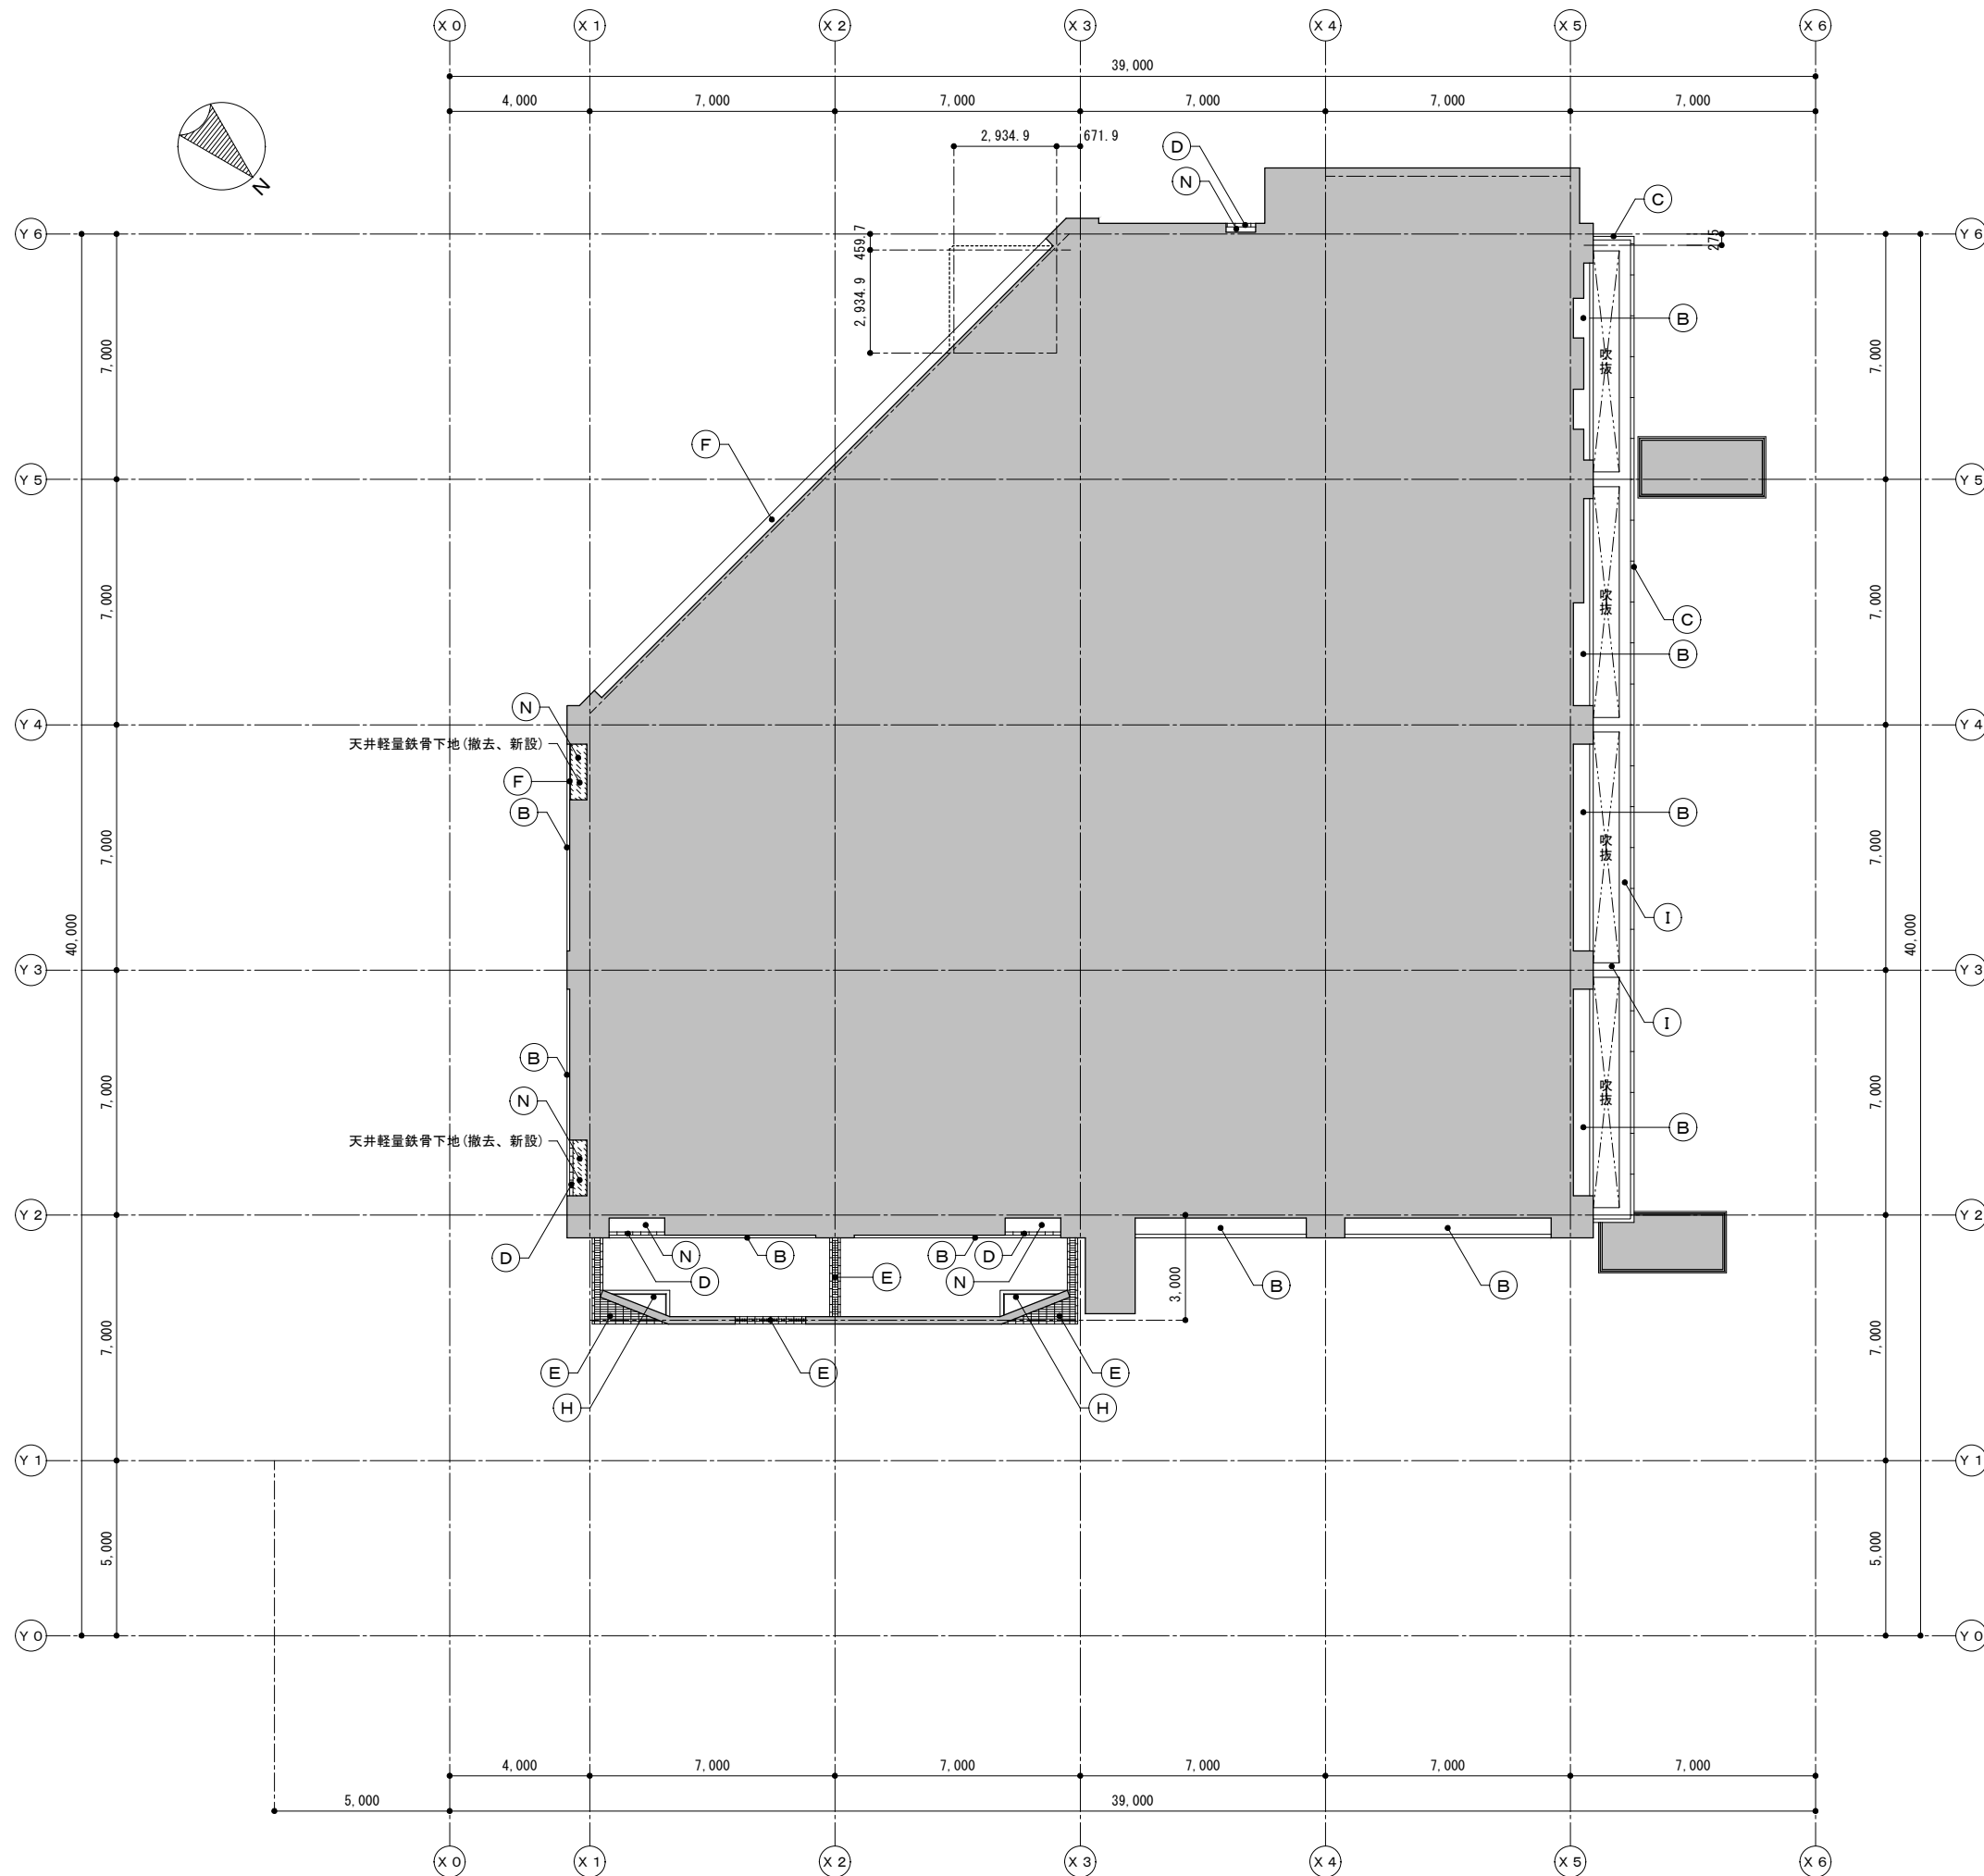 X0 X1 X2 X3 X4 X5 X6
39,000
4,000 7,000 7,000 7,000 7,000 7,000
2,934.9 671.9
D
N
N
C
Y6 Y6
459.7
275
2,934.9
B
7,000 吹抜 7,000
F
Y5 Y5
7,000 吹抜 7,000
C
B
N
Y4 Y4
天井軽量鉄骨下地(撤去、新設)
F
B B
7,000 吹抜 7,000
I
40,000 40,000
Y3 Y3
I
B
7,000 吹抜 7,000
N
B
天井軽量鉄骨下地(撤去、新設)
Y2 Y2
D N B B D
D E N B B
3,000
7,000 7,000
E E E
H H
Y1 Y1
5,000 5,000
Y0 Y0
4,000 7,000 7,000 7,000 7,000 7,000
5,000 39,000
X0 X1 X2 X3 X4 X5 X6